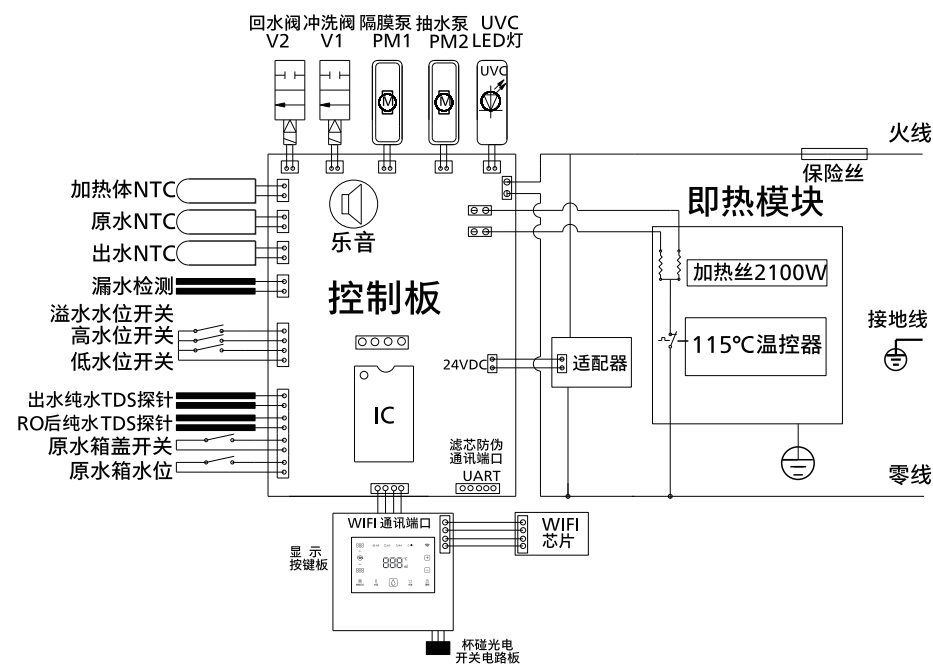 回水阀 冲洗阀 隔膜泵 抽水泵 UVC
V2 V1 PM1 PM2 LED灯
UVC
M M
火线
保险丝
加热体NTC
原水NTC
出水NTC
漏水检测
溢水水位开关
高水位开关
低水位开关
乐音
控制板
即热模块
加热丝2100W
115℃温控器
接地线
24VDC
适配器
IC
出水纯水TDS探针
RO后纯水TDS探针
原水箱盖开关
原水箱水位
滤芯防伪
通讯端口
UART
零线
WIFI 通讯端口
WIFI
芯片
显示
按键板
888
杯碰光电
开关电路板